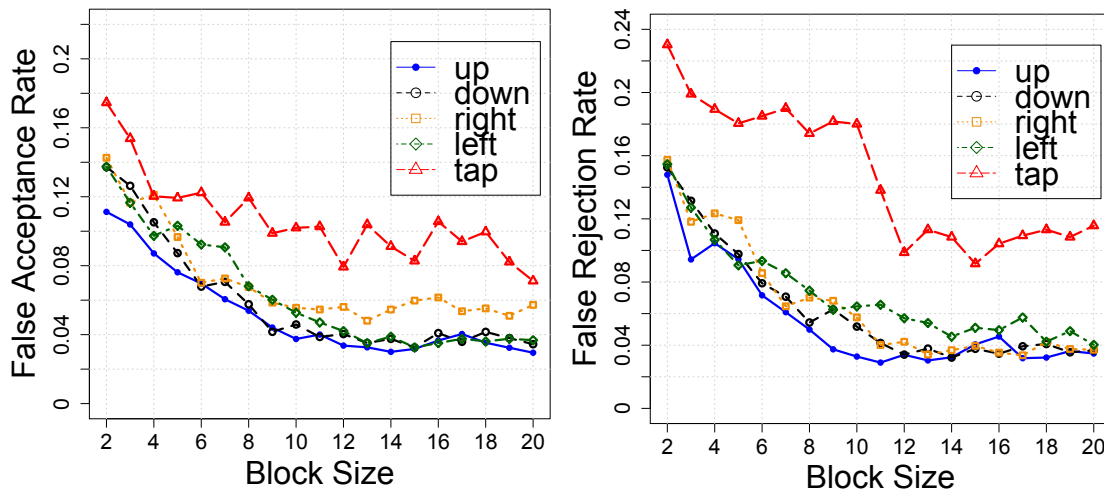 False Acceptance Rate
0 0.04 0.08 0.12 0.16 0.2
up
down
right
left
tap
2 4 6 8 10 12 14 16 18 20
Block Size
False Rejection Rate
0 0.04 0.08 0.12 0.16 0.2 0.24
up
down
right
left
tap
2 4 6 8 10 12 14 16 18 20
Block Size